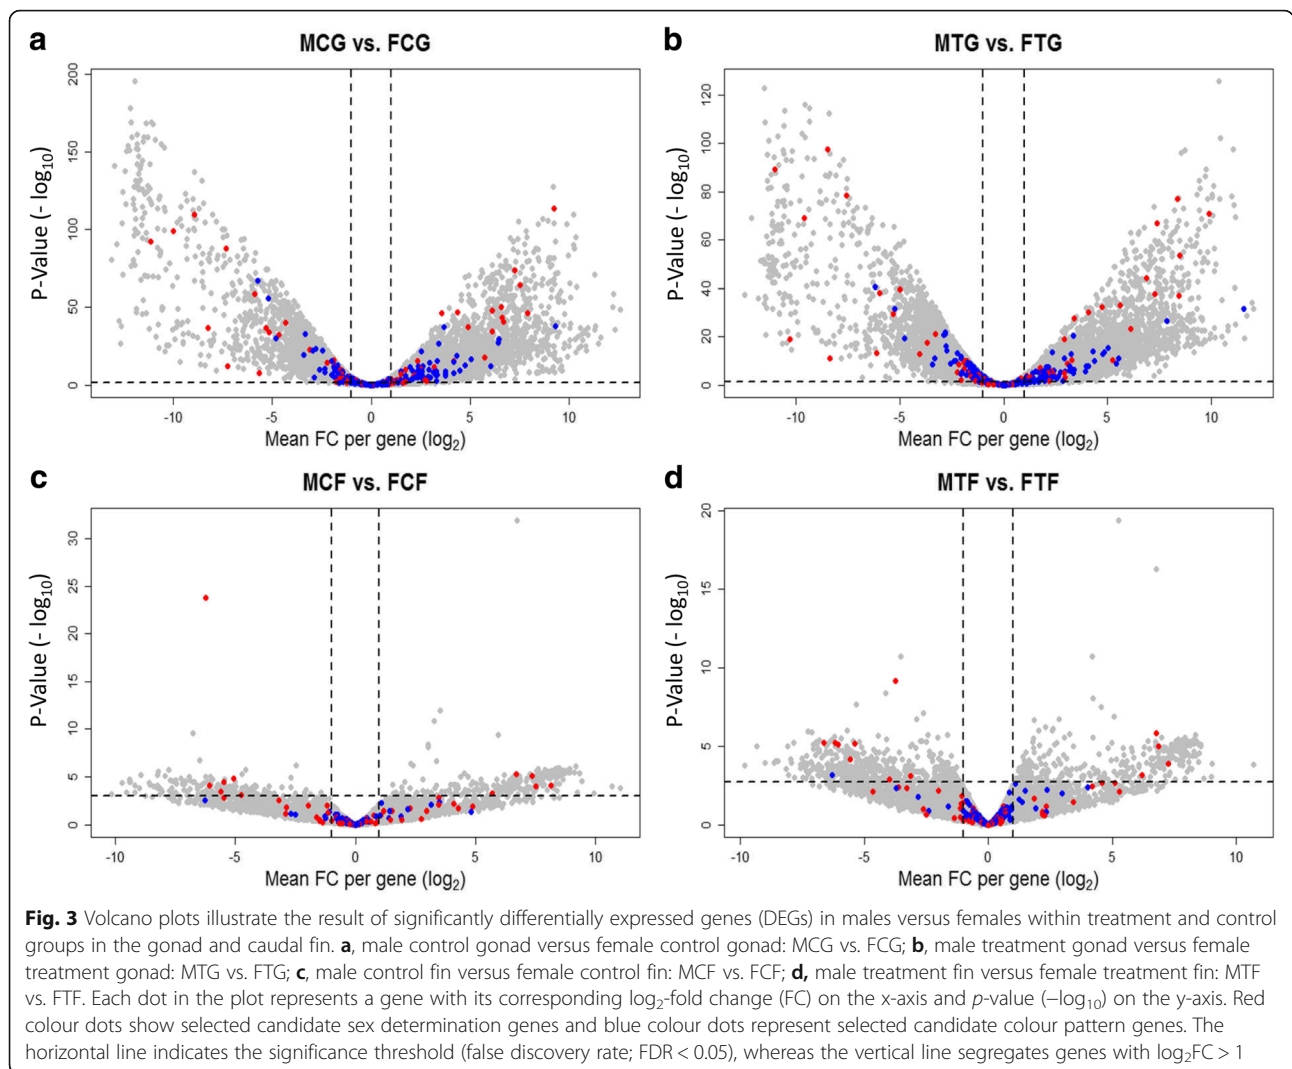 a
MCG vs. FCG
P-Value (- log10)
200
150
100
50
0
-10
-5
0
5
10
Mean FC per gene (log2)
b
MTG vs. FTG
P-Value (- log10)
120
100
80
60
40
20
0
-10
-5
0
5
10
Mean FC per gene (log2)
c
MCF vs. FCF
P-Value (- log10)
30
25
20
15
10
5
0
-10
-5
0
5
10
Mean FC per gene (log2)
d
MTF vs. FTF
P-Value (- log10)
20
15
10
5
0
-10
-5
0
5
10
Mean FC per gene (log2)
Fig. 3 Volcano plots illustrate the result of significantly differentially expressed genes (DEGs) in males versus females within treatment and control
groups in the gonad and caudal fin. a, male control gonad versus female control gonad: MCG vs. FCG; b, male treatment gonad versus female
treatment gonad: MTG vs. FTG; c, male control fin versus female control fin: MCF vs. FCF; d, male treatment fin versus female treatment fin: MTF
vs. FTF. Each dot in the plot represents a gene with its corresponding log2-fold change (FC) on the x-axis and p-value (−log10) on the y-axis. Red
colour dots show selected candidate sex determination genes and blue colour dots represent selected candidate colour pattern genes. The
horizontal line indicates the significance threshold (false discovery rate; FDR < 0.05), whereas the vertical line segregates genes with log2FC > 1